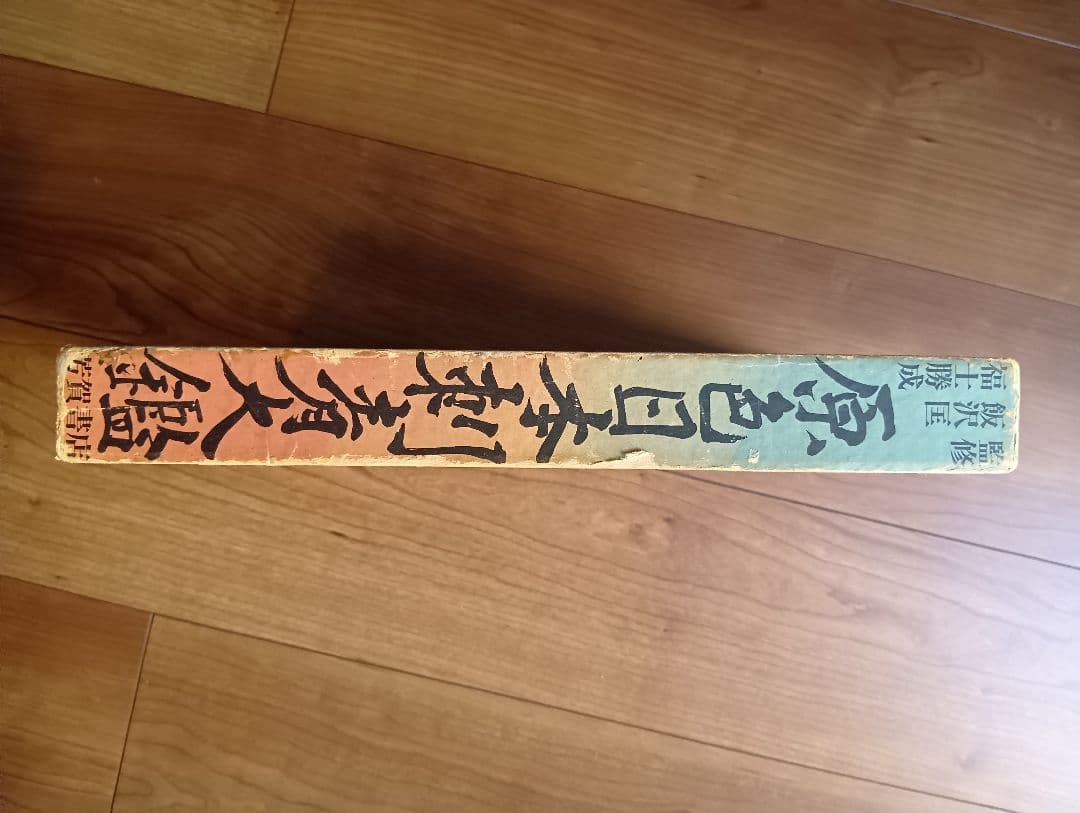 監修
飯沢匡
福士勝成
原色日本刺青大鑑
芳賀書店